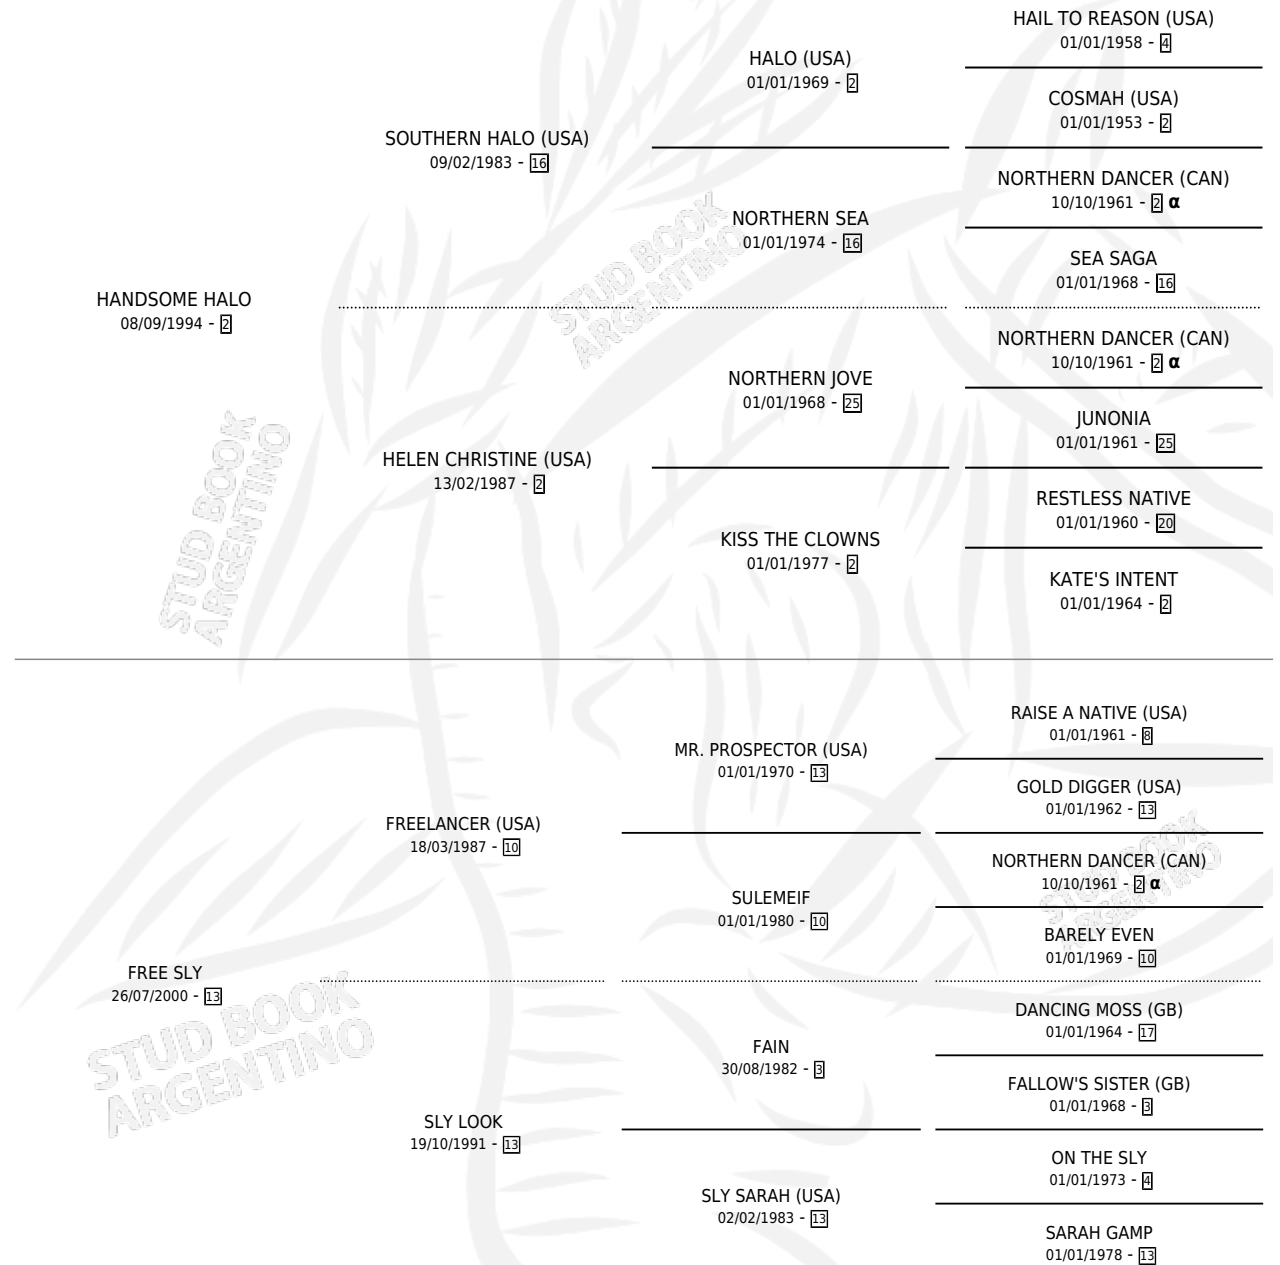 HANDSOME HALO
08/09/1994 - 2
SOUTHERN HALO (USA)
09/02/1983 - 16
HELEN CHRISTINE (USA)
13/02/1987 - 2
HALO (USA)
01/01/1969 - 2
NORTHERN SEA
01/01/1974 - 16
NORTHERN JOVE
01/01/1968 - 25
KISS THE CLOWNS
01/01/1977 - 2
HAIL TO REASON (USA)
01/01/1958 - 4
COSMAH (USA)
01/01/1953 - 2
NORTHERN DANCER (CAN)
10/10/1961 - 2 α
SEA SAGA
01/01/1968 - 16
NORTHERN DANCER (CAN)
10/10/1961 - 2 α
JUNONIA
01/01/1961 - 25
RESTLESS NATIVE
01/01/1960 - 20
KATE'S INTENT
01/01/1964 - 2
FREE SLY
26/07/2000 - 13
FREELANCER (USA)
18/03/1987 - 10
SLY LOOK
19/10/1991 - 13
MR. PROSPECTOR (USA)
01/01/1970 - 13
SULEMEIF
01/01/1980 - 10
FAIN
30/08/1982 - 3
SLY SARAH (USA)
02/02/1983 - 13
RAISE A NATIVE (USA)
01/01/1961 - 8
GOLD DIGGER (USA)
01/01/1962 - 13
NORTHERN DANCER (CAN)
10/10/1961 - 2 α
BARELY EVEN
01/01/1969 - 10
DANCING MOSS (GB)
01/01/1964 - 17
FALLOW'S SISTER (GB)
01/01/1968 - 3
ON THE SLY
01/01/1973 - 4
SARAH GAMP
01/01/1978 - 13
STUD BOOK
ARGENTINO
STUD BOOK
ARGENTINO
STUD BOOK
ARGENTINO
STUD BOOK
ARGENTINO